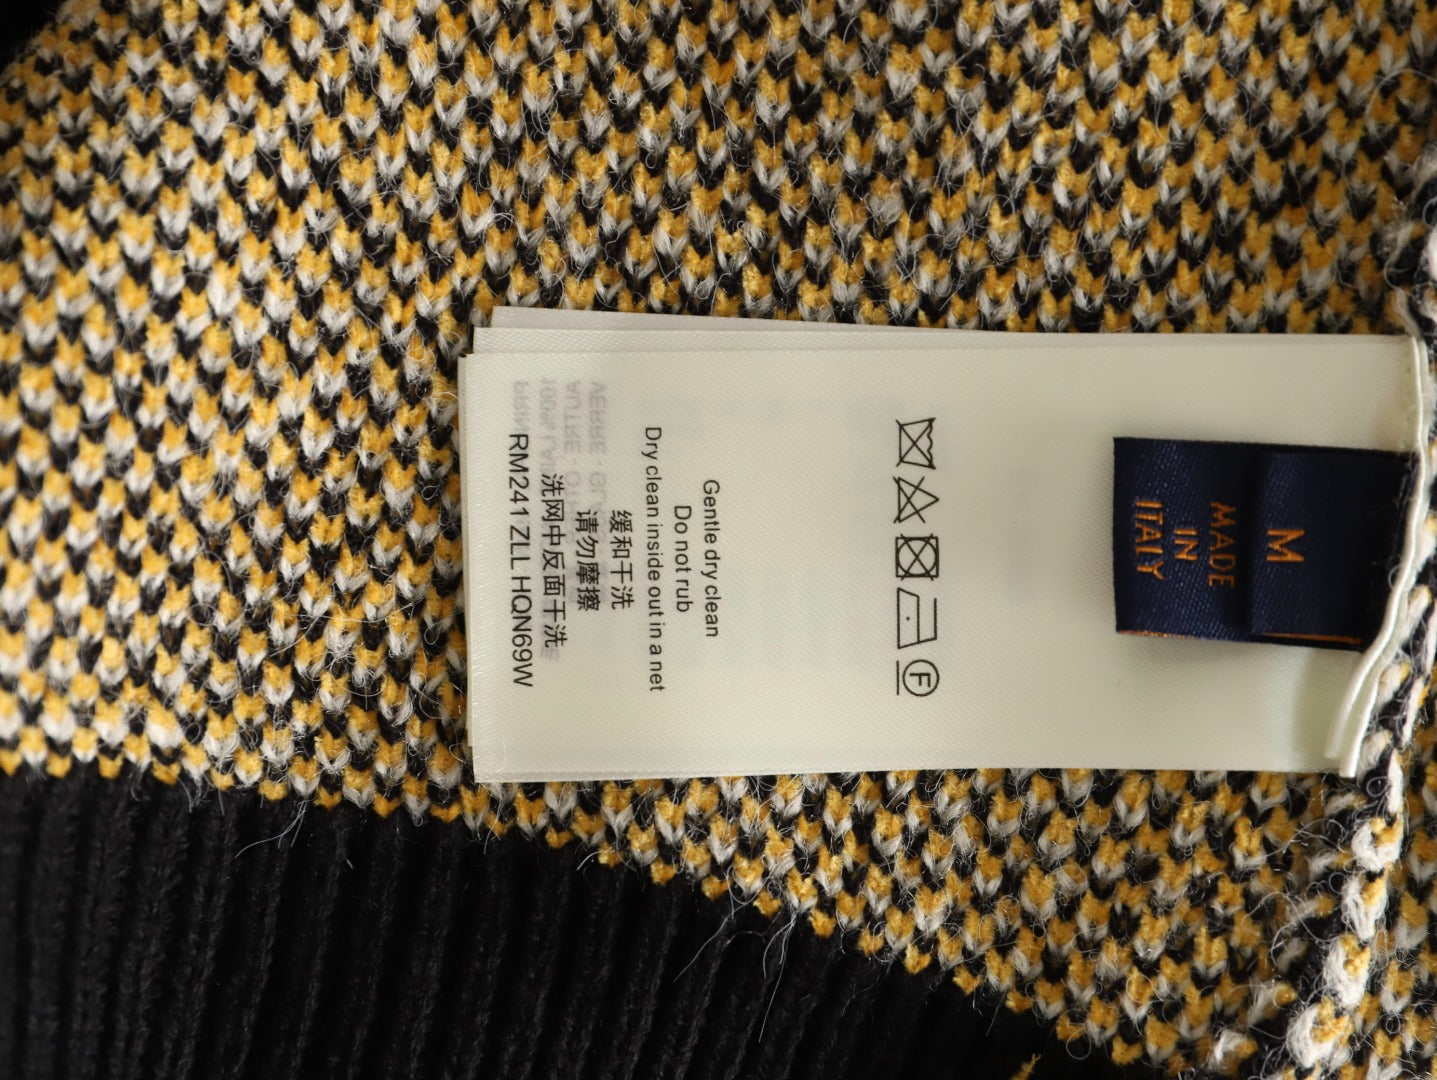 M
MADE
IN
ITALY
F
Gentle dry clean
Do not rub
Dry clean inside out in a net
缓和干洗
请勿摩擦
洗网中反面干洗
RM241 ZLL HQN69W